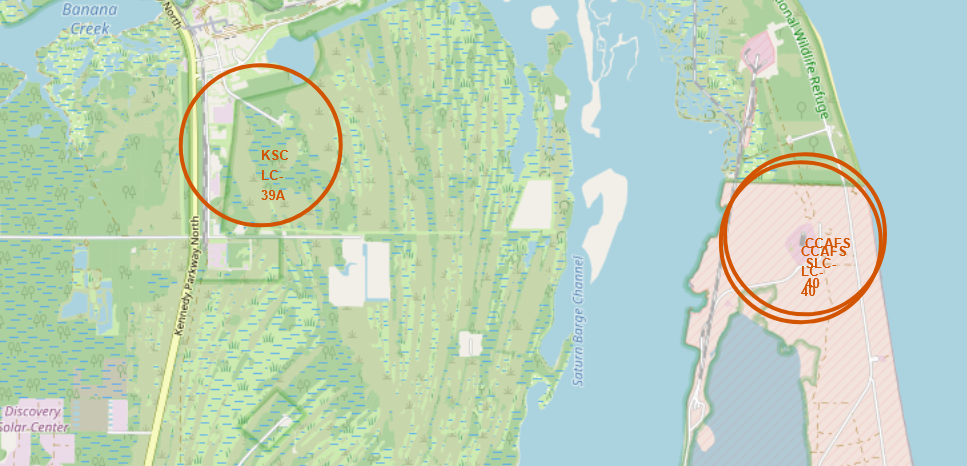 Banana
Creek
North
ional Wildlife Refuge
KSC
LC-
39A
Kennedy Parkway North
Saturn Barge Channel
CCAFS
SLC-
40
CCAFS
LC-
40
Discovery
Solar Center